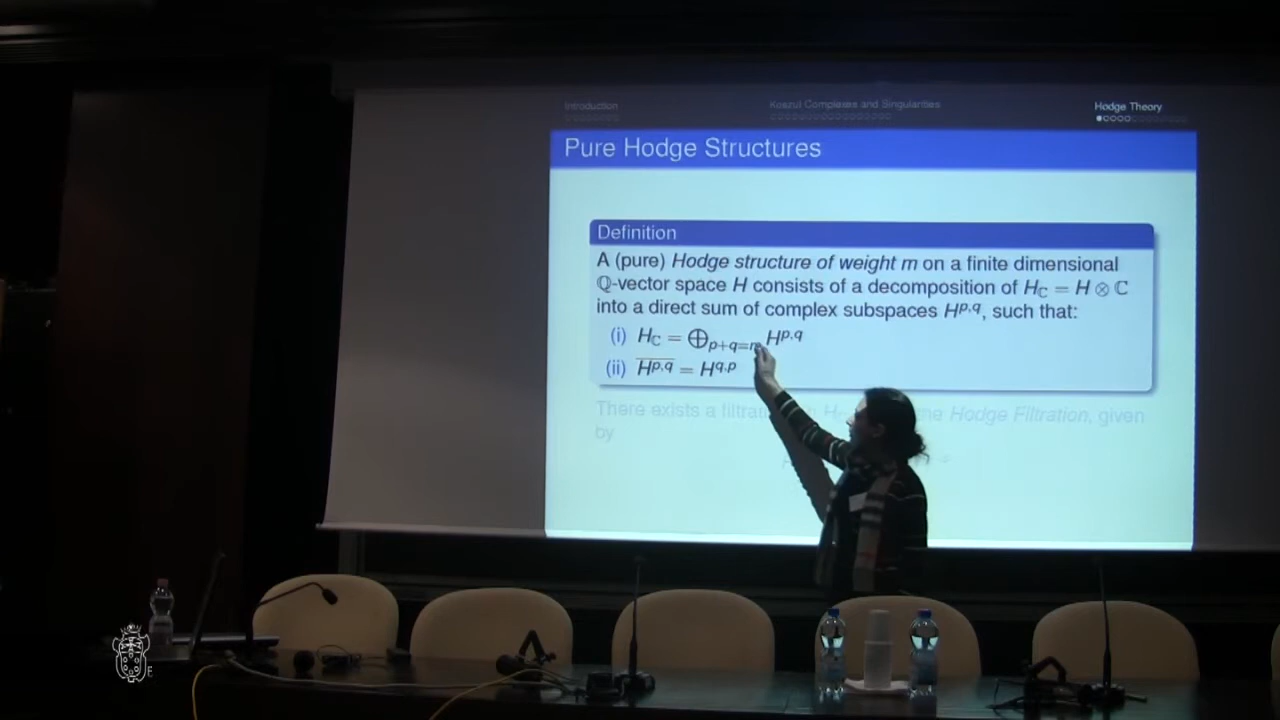 Introduction Koszul Complexes and Singularities Hodge Theory
Pure Hodge Structures
Definition
A (pure) Hodge structure of weight m on a finite dimensional
ℚ-vector space H consists of a decomposition of H_ℂ = H ⊗ ℂ
into a direct sum of complex subspaces H^{p,q}, such that:
(i) H_ℂ = ⊕_{p+q=m} H^{p,q}
(ii) \overline{H^{p,q}} = H^{q,p}
There exists a filtration Hodge Filtration, given
by